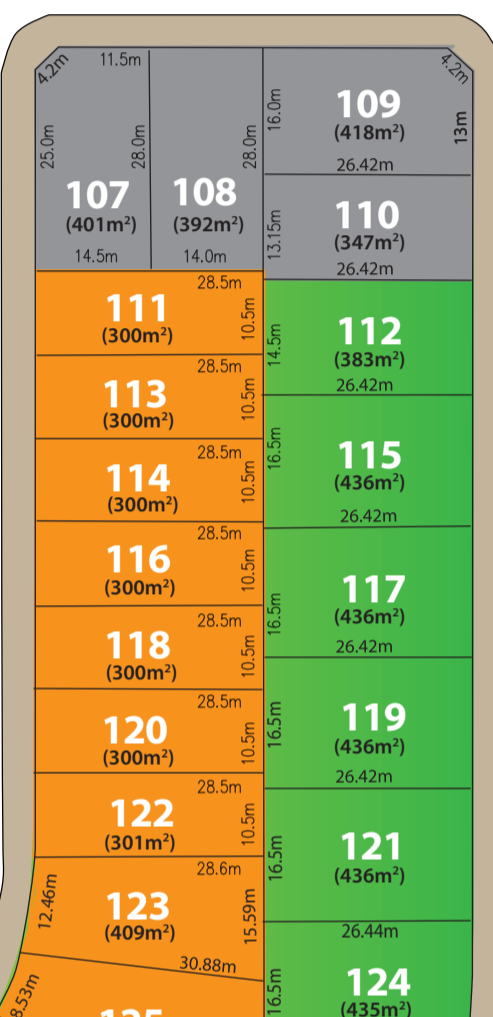 4.2m
11.5m
25.0m
28.0m
107
(401m²)
14.5m
28.0m
108
(392m²)
14.0m
4.2m
16.0m
109
(418m²)
13m
26.42m
13.15m
110
(347m²)
26.42m
28.5m
111
(300m²)
10.5m
14.5m
112
(383m²)
26.42m
28.5m
113
(300m²)
10.5m
16.5m
115
(436m²)
26.42m
28.5m
114
(300m²)
10.5m
28.5m
116
(300m²)
10.5m
16.5m
117
(436m²)
26.42m
28.5m
118
(300m²)
10.5m
28.5m
120
(300m²)
10.5m
16.5m
119
(436m²)
26.42m
28.5m
122
(301m²)
10.5m
16.5m
121
(436m²)
26.44m
28.6m
12.46m
123
(409m²)
15.59m
30.88m
16.5m
124
(435m²)
8.53m